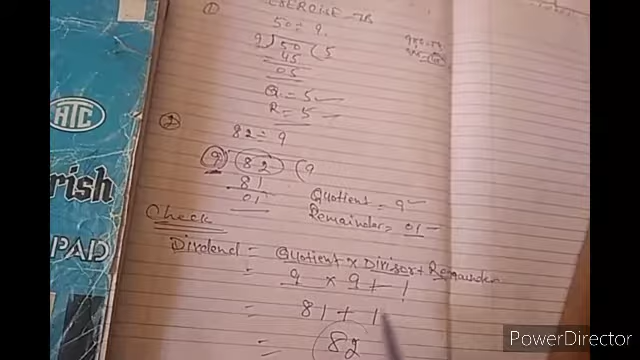 ① EXERCISE - 7B
50 ÷ 9
9) 50 (5
45
05
Q = 5
R = 5
② 82 ÷ 9
9) 82 (9
81
01
Quotient = 9
Remainder = 01
Check
Dividend = Quotient × Divisor + Remainder
= 9 × 9 + 1
= 81 + 1
= 82
HTC
rish
PAD
PowerDirector